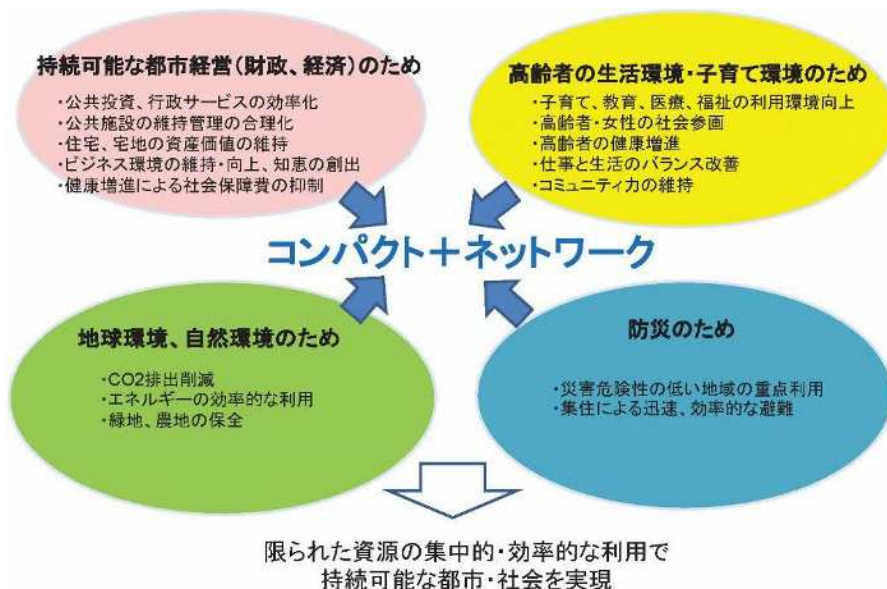 持続可能な都市経営(財政、経済)のため
・公共投資、行政サービスの効率化
・公共施設の維持管理の合理化
・住宅、宅地の資産価値の維持
・ビジネス環境の維持・向上、知恵の創出
・健康増進による社会保障費の抑制
高齢者の生活環境・子育て環境のため
・子育て、教育、医療、福祉の利用環境向上
・高齢者・女性の社会参画
・高齢者の健康増進
・仕事と生活のバランス改善
・コミュニティ力の維持
コンパクト+ネットワーク
地球環境、自然環境のため
・CO2排出削減
・エネルギーの効率的な利用
・緑地、農地の保全
防災のため
・災害危険性の低い地域の重点利用
・集住による迅速、効率的な避難
限られた資源の集中的・効率的な利用で
持続可能な都市・社会を実現